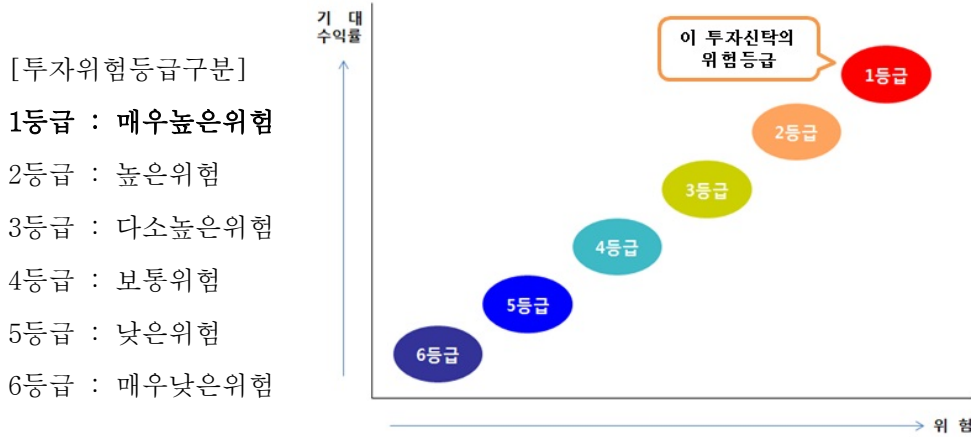 [투자위험등급구분]
1등급 : 매우높은위험
2등급 : 높은위험
3등급 : 다소높은위험
4등급 : 보통위험
5등급 : 낮은위험
6등급 : 매우낮은위험
기 대
수익률
이 투자신탁의
위험등급
1등급
2등급
3등급
4등급
5등급
6등급
위 험